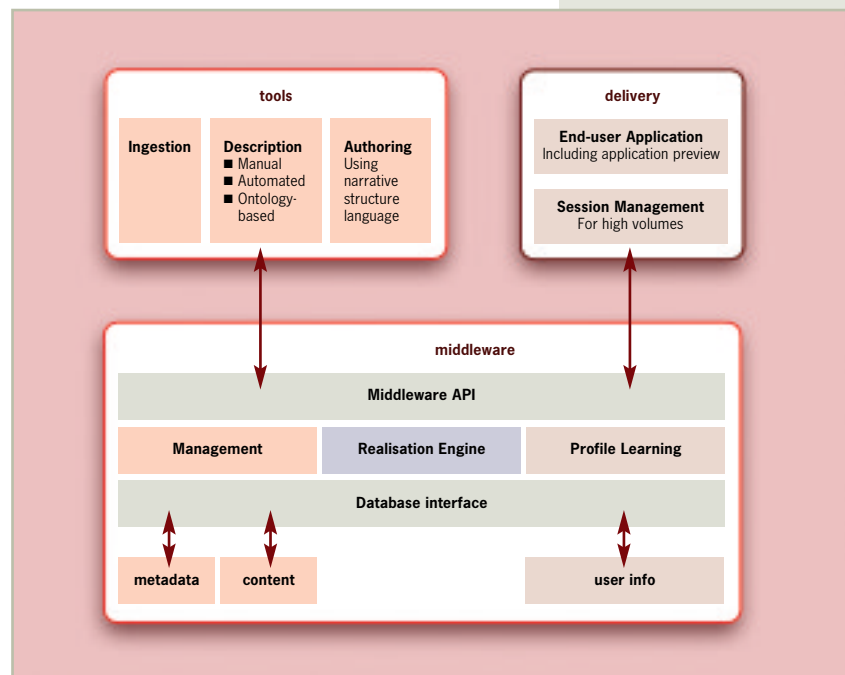 tools
Ingestion
Description
■ Manual
■ Automated
■ Ontology-
based
Authoring
Using
narrative
structure
language
delivery
End-user Application
Including application preview
Session Management
For high volumes
middleware
Middleware API
Management
Realisation Engine
Profile Learning
Database interface
metadata
content
user info